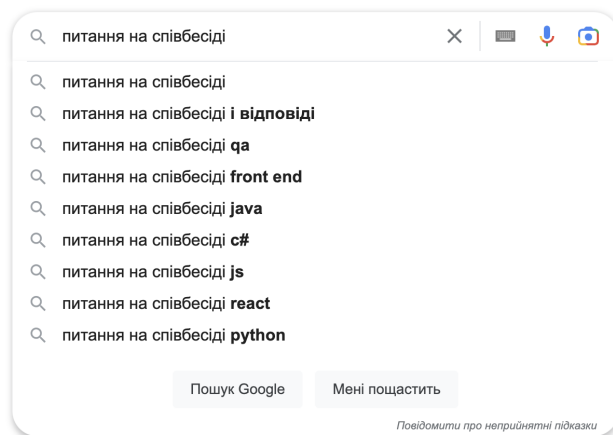 питання на співбесіді
питання на співбесіді
питання на співбесіді і відповіді
питання на співбесіді qa
питання на співбесіді front end
питання на співбесіді java
питання на співбесіді c#
питання на співбесіді js
питання на співбесіді react
питання на співбесіді python
Пошук Google Мені пощастить
Повідомити про неприйнятні підказки